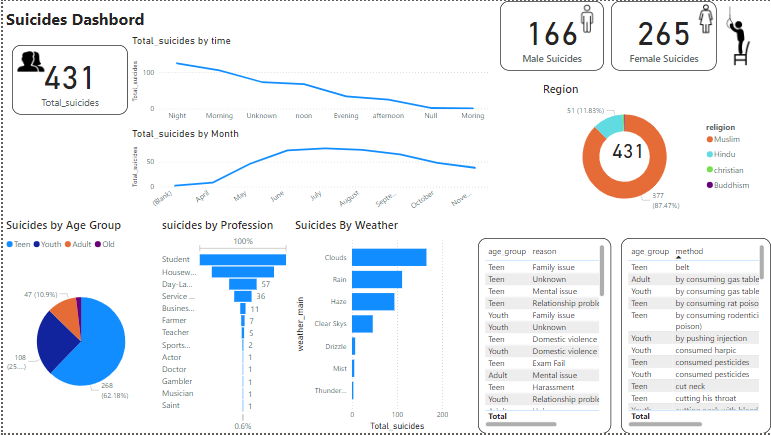 Suicides Dashbord
431
Total_suicides
Total_suicides by time
Total_suicides
100
0
Night Morning Unknown noon Evening afternoon Null Moring
166
Male Suicides
265
Female Suicides
Total_suicides by Month
Total_suicides
50
0
(Blank) April May June July August Septe... October Nove...
Region
51 (11.83%)
431
377
(87.47%)
religion
Muslim
Hindu
christian
Buddhism
Suicides by Age Group
Teen Youth Adult Old
47 (10.9%)
108
(25....)
268
(62.18%)
suicides by Profession
100%
Student
Housew...
Day-La... 57
Service ... 36
Busines... 11
Farmer 7
Teacher 5
Sports... 2
Actor 1
Doctor 1
Gambler 1
Musician 1
Saint 1
0.6%
Suicides By Weather
weather_main
Clouds
Rain
Haze
Clear Skys
Drizzle
Mist
Thunder...
0 100 200
Total_suicides
age_group reason
Teen Family issue
Teen Unknown
Teen Mental issue
Teen Relationship proble
Youth Family issue
Youth Unknown
Teen Domestic violence
Youth Domestic violence
Teen Exam Fail
Adult Mental issue
Teen Harassment
Youth Relationship proble
Total
age_group method
Teen belt
Adult by consuming gas table
Youth by consuming gas table
Teen by consuming rat poiso
Teen by consuming rodentici
poison)
Youth by pushing injection
Youth consumed harpic
Teen consumed pesticides
Youth consumed pesticides
Teen cut neck
Teen cutting his throat
Total